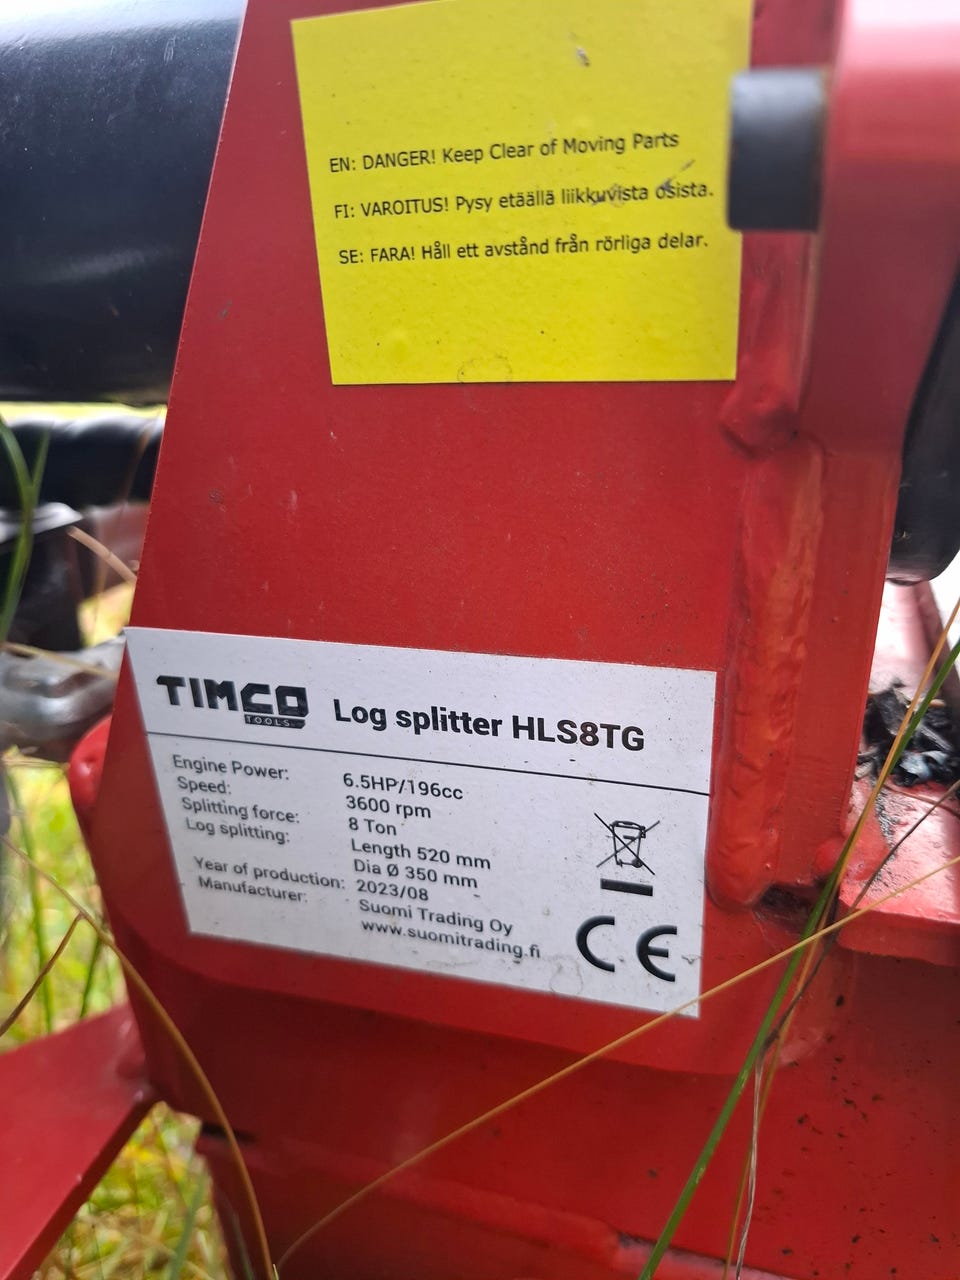 EN: DANGER! Keep Clear of Moving Parts
FI: VAROITUS! Pysy etäällä liikkuvista osista.
SE: FARA! Håll ett avstånd från rörliga delar.
TIMCO TOOLS Log splitter HLS8TG
Engine Power: 6.5HP/196cc
Speed: 3600 rpm
Splitting force: 8 Ton
Log splitting: Length 520 mm
Dia Ø 350 mm
Year of production: 2023/08
Manufacturer: Suomi Trading Oy
www.suomitrading.fi
CE